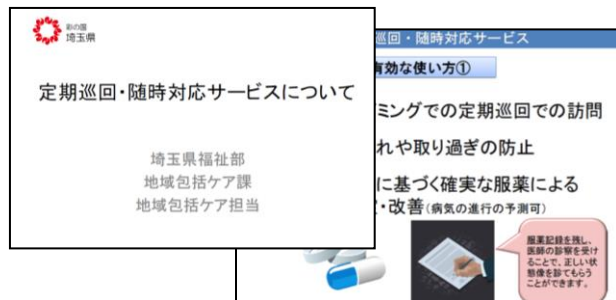 彩の国
埼玉県
定期巡回・随時対応サービスについて
埼玉県福祉部
地域包括ケア課
地域包括ケア担当
巡回・随時対応サービス
有効な使い方①
ミングでの定期巡回での訪問
れや取り過ぎの防止
に基づく確実な服薬による
・改善(病気の進行の予測可)
服薬記録を残し、
医師の診察を受け
ることで、正しい状
態像を診てもらう
ことができます。